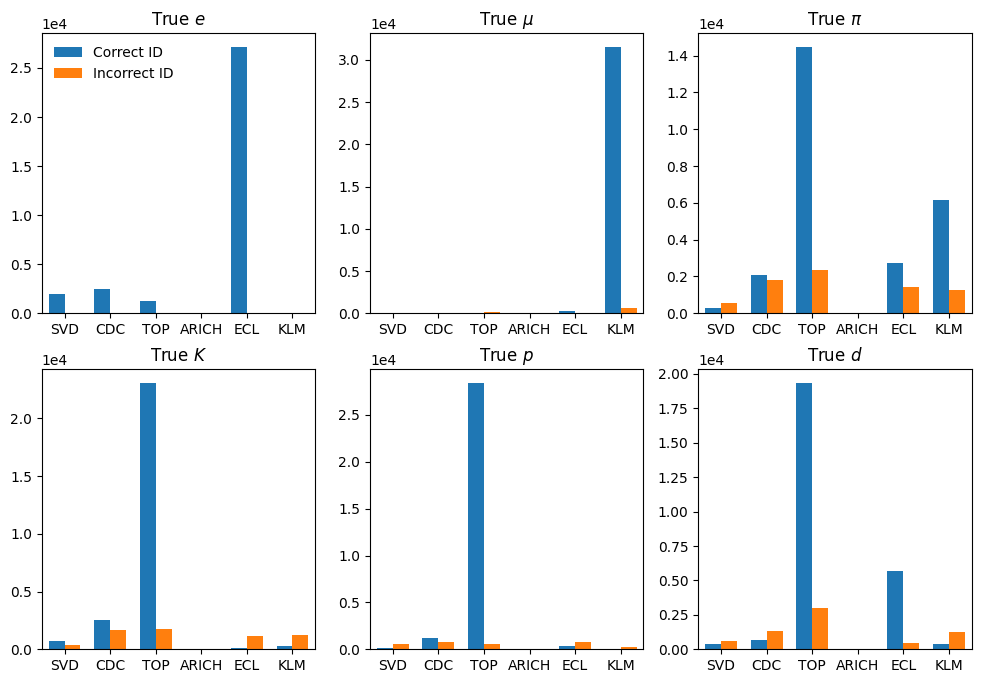 True e
1e4
Correct ID
Incorrect ID
2.5
2.0
1.5
1.0
0.5
0.0
SVD CDC TOP ARICH ECL KLM
True μ
1e4
3.0
2.5
2.0
1.5
1.0
0.5
0.0
SVD CDC TOP ARICH ECL KLM
True π
1e4
1.4
1.2
1.0
0.8
0.6
0.4
0.2
0.0
SVD CDC TOP ARICH ECL KLM
True K
1e4
2.0
1.5
1.0
0.5
0.0
SVD CDC TOP ARICH ECL KLM
True p
1e4
2.5
2.0
1.5
1.0
0.5
0.0
SVD CDC TOP ARICH ECL KLM
True d
1e4
2.00
1.75
1.50
1.25
1.00
0.75
0.50
0.25
0.00
SVD CDC TOP ARICH ECL KLM